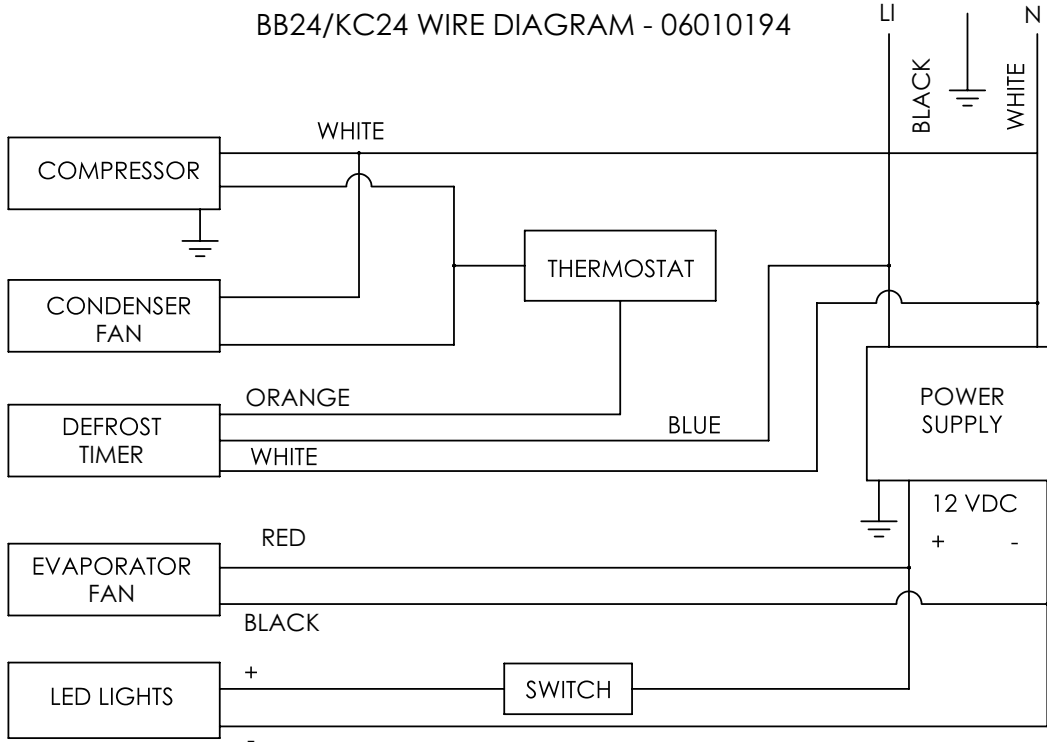 BB24/KC24 WIRE DIAGRAM - 06010194
LI
N
BLACK
WHITE
WHITE
COMPRESSOR
THERMOSTAT
CONDENSER
FAN
ORANGE
BLUE
DEFROST
TIMER
WHITE
POWER
SUPPLY
12 VDC
+ -
RED
EVAPORATOR
FAN
BLACK
+
LED LIGHTS
SWITCH
-